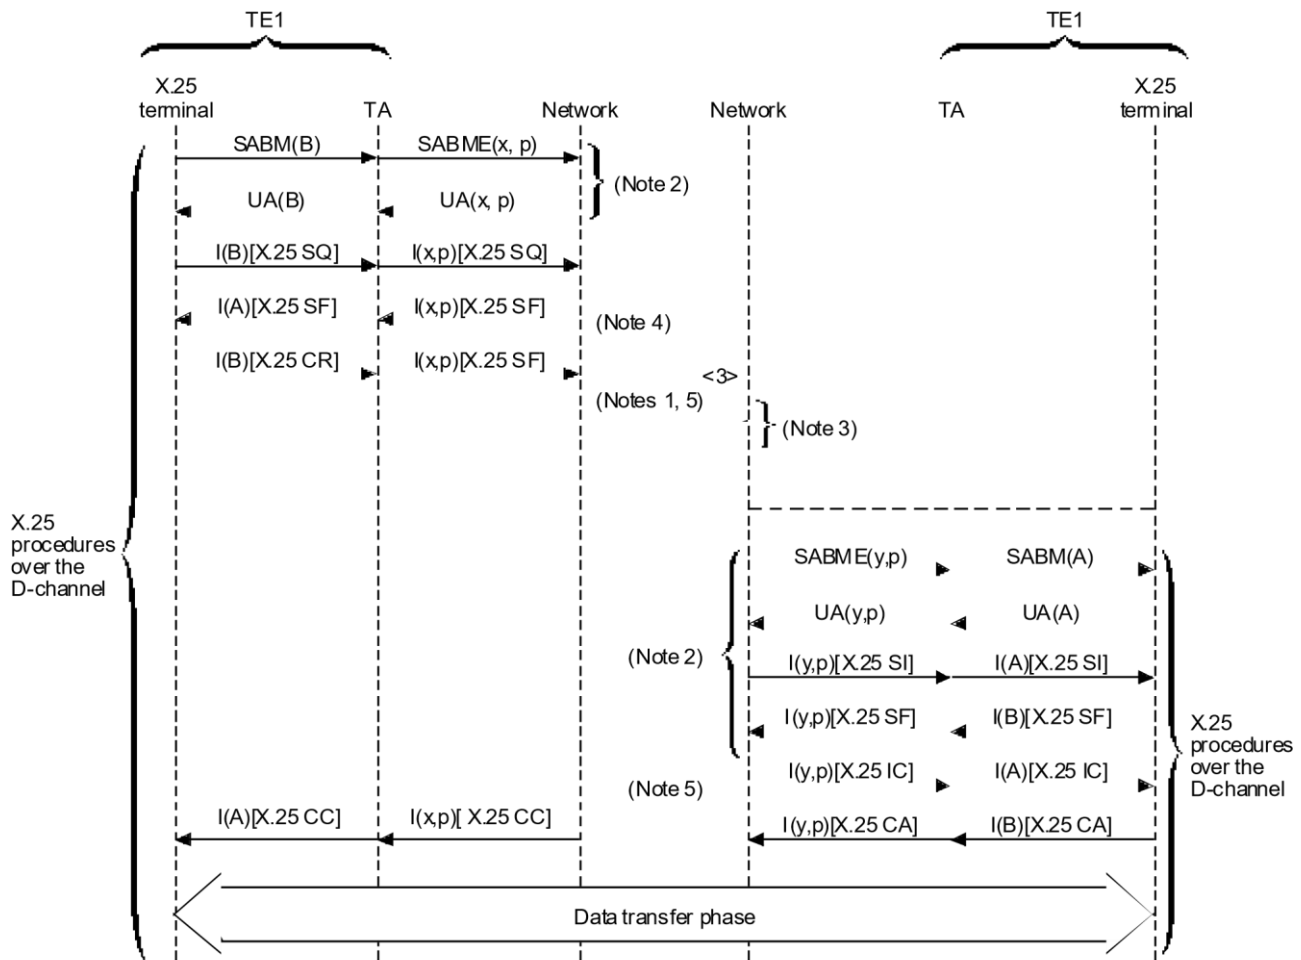 TE1 TE1
X.25 X.25
terminal TA Network Network TA terminal
SABM(B) SABME(x, p)
(Note 2)
UA(B) UA(x, p)
I(B)[X.25 SQ] I(x,p)[X.25 SQ]
I(A)[X.25 SF] I(x,p)[X.25 SF]
(Note 4)
I(B)[X.25 CR] I(x,p)[X.25 SF]
<3>
(Notes 1, 5)
(Note 3)
X.25
procedures
over the
D-channel
SABME(y,p) SABM(A)
UA(y,p) UA(A)
(Note 2)
I(y,p)[X.25 SI] I(A)[X.25 SI]
I(y,p)[X.25 SF] I(B)[X.25 SF]
X.25
procedures
over the
D-channel
I(y,p)[X.25 IC] I(A)[X.25 IC]
(Note 5)
I(A)[X.25 CC] I(x,p)[ X.25 CC] I(y,p)[X.25 CA] I(B)[X.25 CA]
Data transfer phase